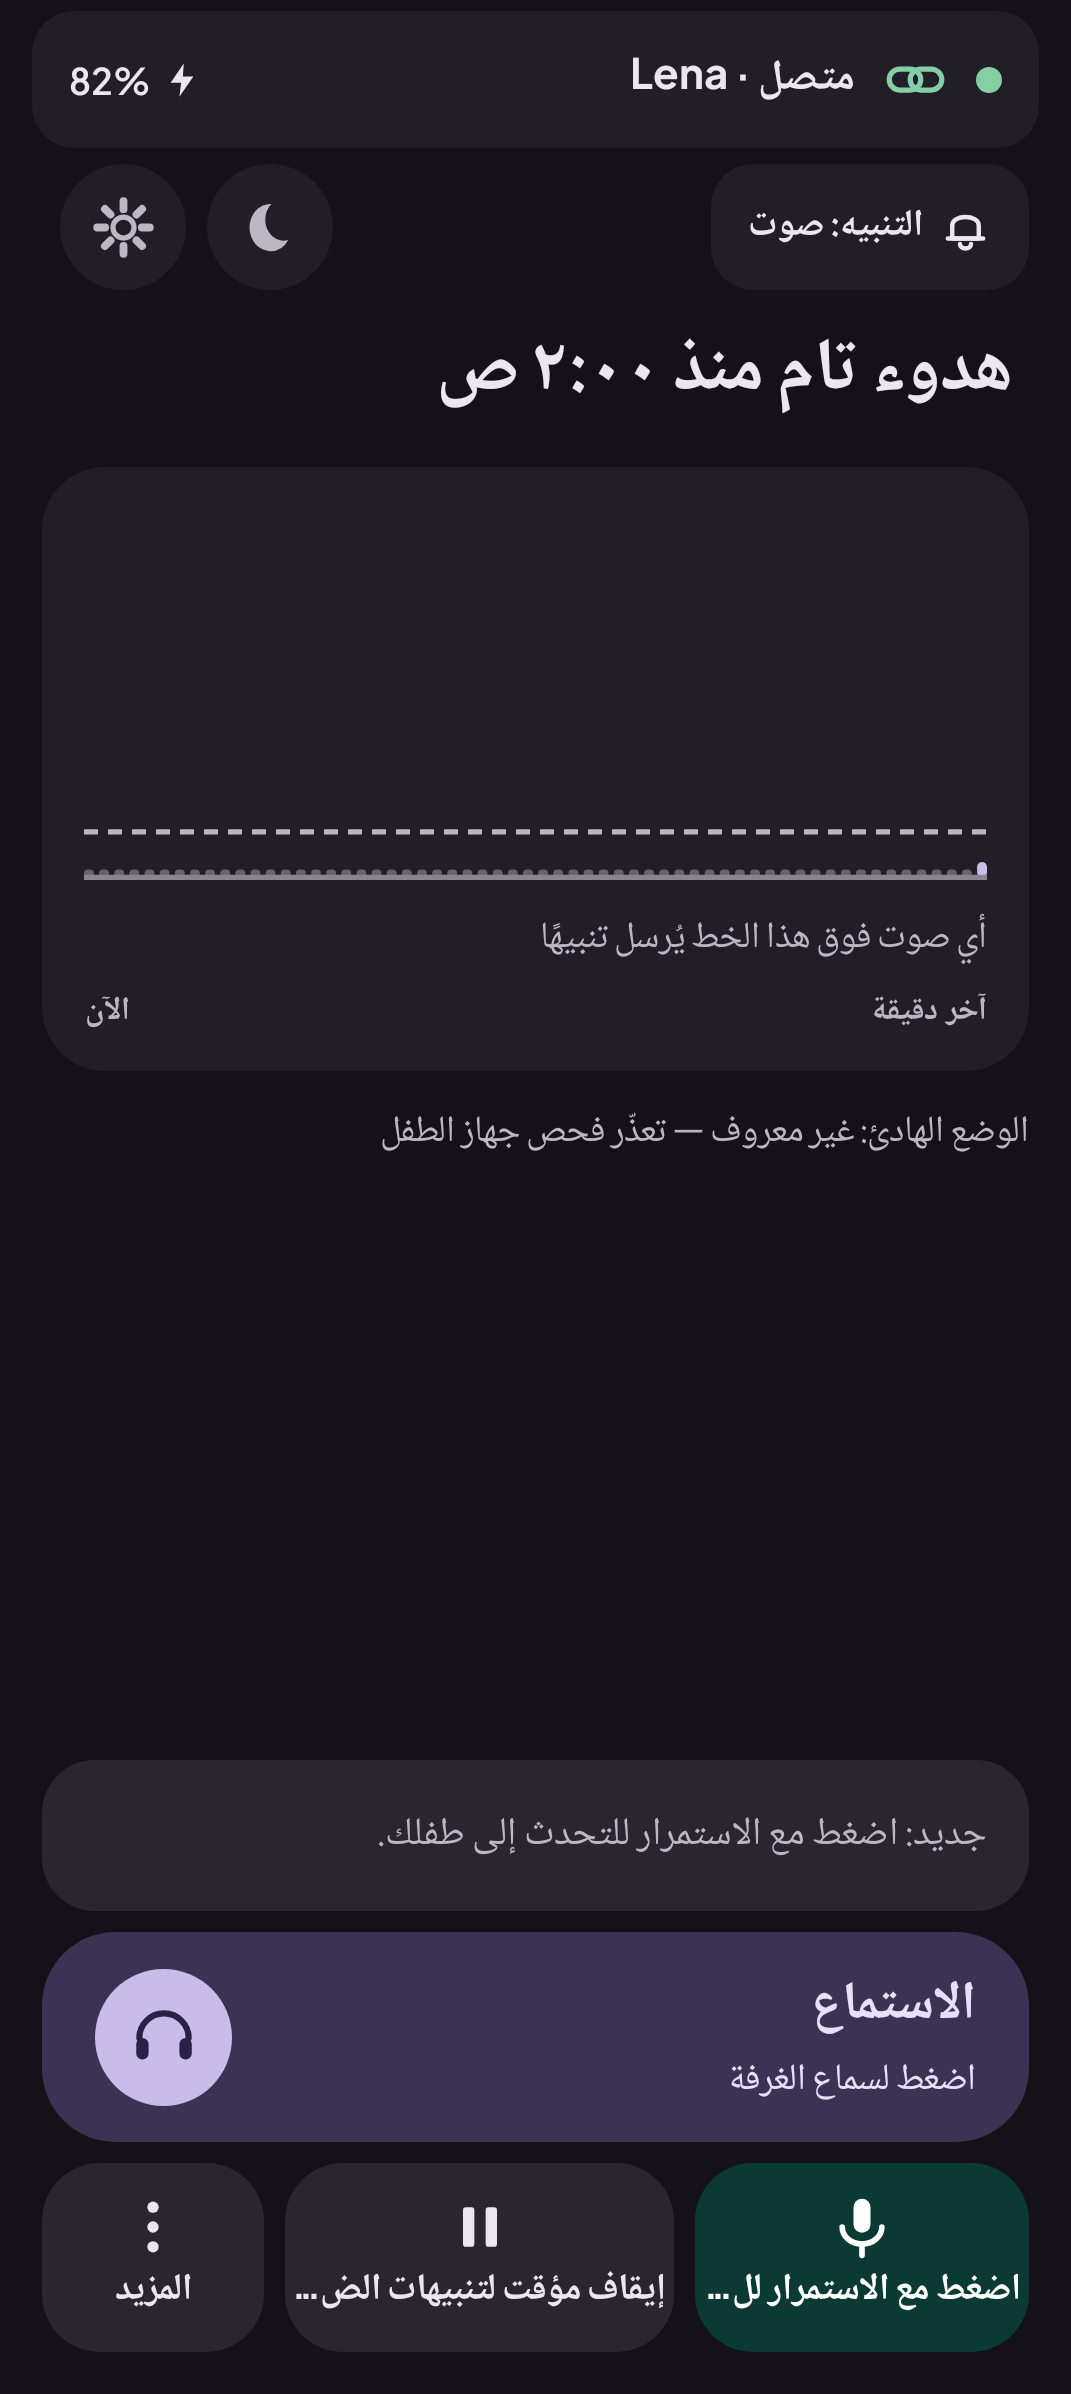 متصل · Lena
82%
التنبيه: صوت
هدوء تام منذ ٢:٠٠ ص
أي صوت فوق هذا الخط يُرسل تنبيهًا
آخر دقيقة
الآن
الوضع الهادئ: غير معروف — تعذّر فحص جهاز الطفل
جديد: اضغط مع الاستمرار للتحدث إلى طفلك.
الاستماع
اضغط لسماع الغرفة
اضغط مع الاستمرار لل...
إيقاف مؤقت لتنبيهات الض...
المزيد